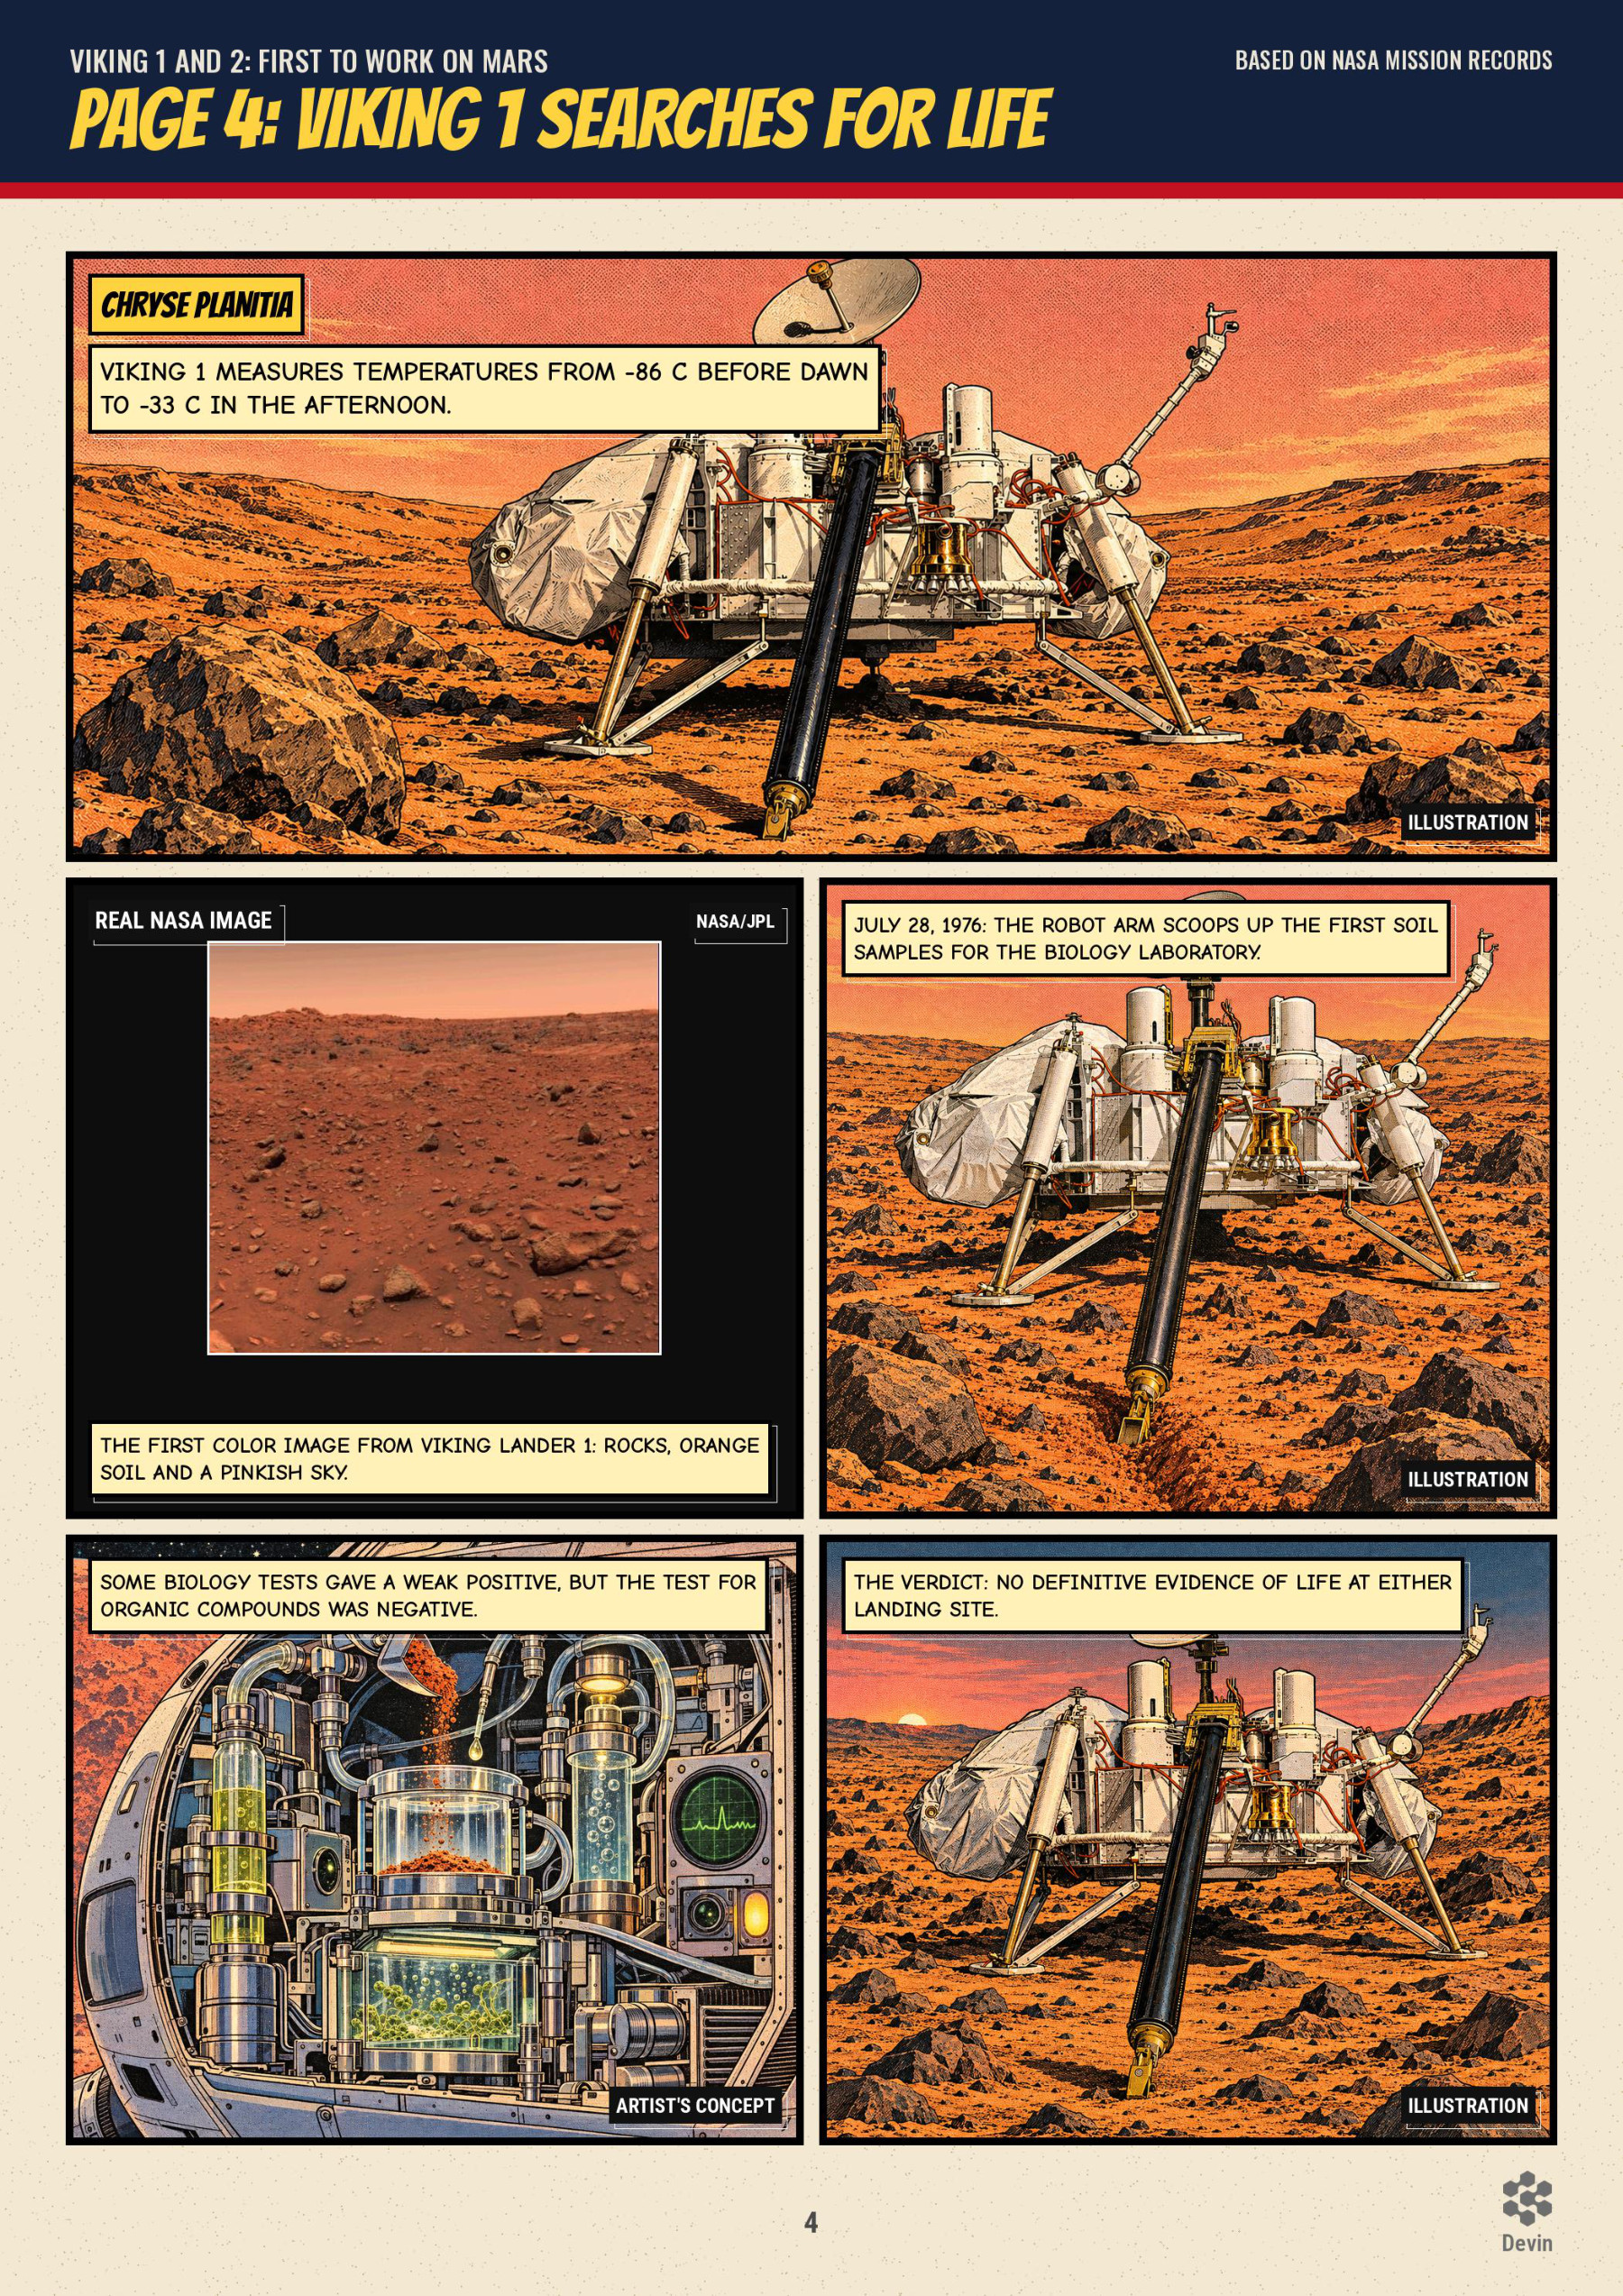 VIKING 1 AND 2: FIRST TO WORK ON MARS
BASED ON NASA MISSION RECORDS
PAGE 4: VIKING 1 SEARCHES FOR LIFE
CHRYSE PLANITIA
VIKING 1 MEASURES TEMPERATURES FROM -86 C BEFORE DAWN
TO -33 C IN THE AFTERNOON.
ILLUSTRATION
REAL NASA IMAGE
NASA/JPL
THE FIRST COLOR IMAGE FROM VIKING LANDER 1: ROCKS, ORANGE
SOIL AND A PINKISH SKY.
JULY 28, 1976: THE ROBOT ARM SCOOPS UP THE FIRST SOIL
SAMPLES FOR THE BIOLOGY LABORATORY.
ILLUSTRATION
SOME BIOLOGY TESTS GAVE A WEAK POSITIVE, BUT THE TEST FOR
ORGANIC COMPOUNDS WAS NEGATIVE.
ARTIST'S CONCEPT
THE VERDICT: NO DEFINITIVE EVIDENCE OF LIFE AT EITHER
LANDING SITE.
ILLUSTRATION
4
Devin